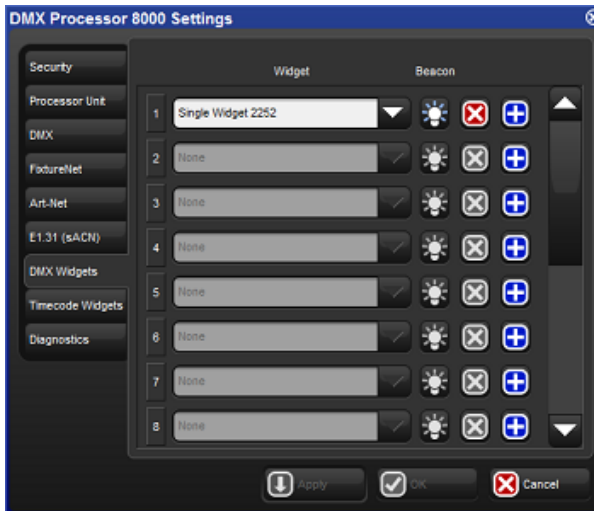 DMX Processor 8000 Settings
Security
Processor Unit
DMX
FixtureNet
Art-Net
E1.31 (sACN)
DMX Widgets
Timecode Widgets
Diagnostics
Widget Beacon
1 Single Widget 2252
2 None
3 None
4 None
5 None
6 None
7 None
8 None
Apply OK Cancel